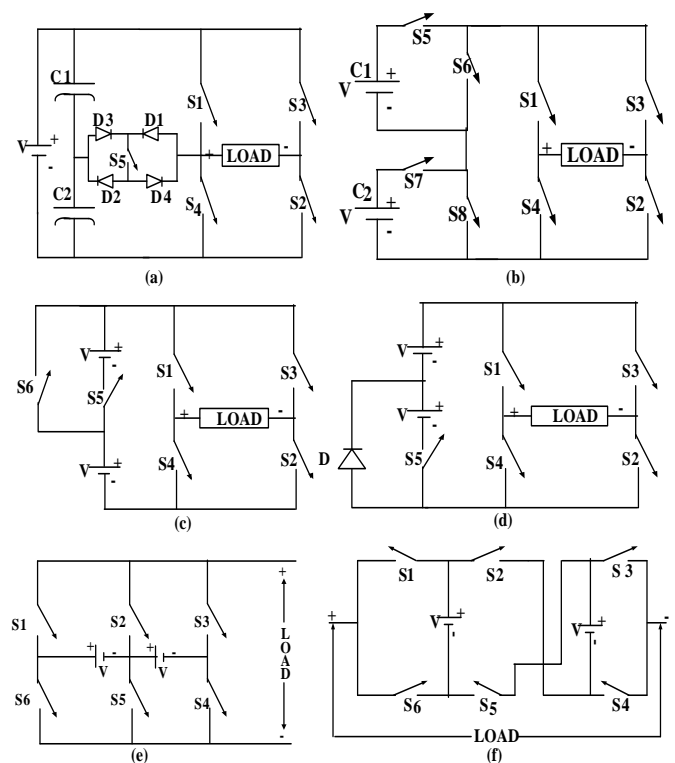 C1
S1
S3
D3 D1
V + -
S5
+ LOAD -
C2
D2 D4
S4
S2
(a)
S5
C1
V + -
S6
S1
S3
+ LOAD -
C2
V + -
S7
S8
S4
S2
(b)
V + -
S6
S5
S1
S3
+ LOAD -
V + -
S4
S2
(c)
V + -
S1
S3
V + -
+ LOAD -
D
S5
S4
S2
(d)
S1
S2
S3
+
+ - V
+ - V
LOAD
S6
S5
S4
-
(e)
S1
S2
S3
+
V + -
V + -
-
S6
S5
S4
LOAD
(f)